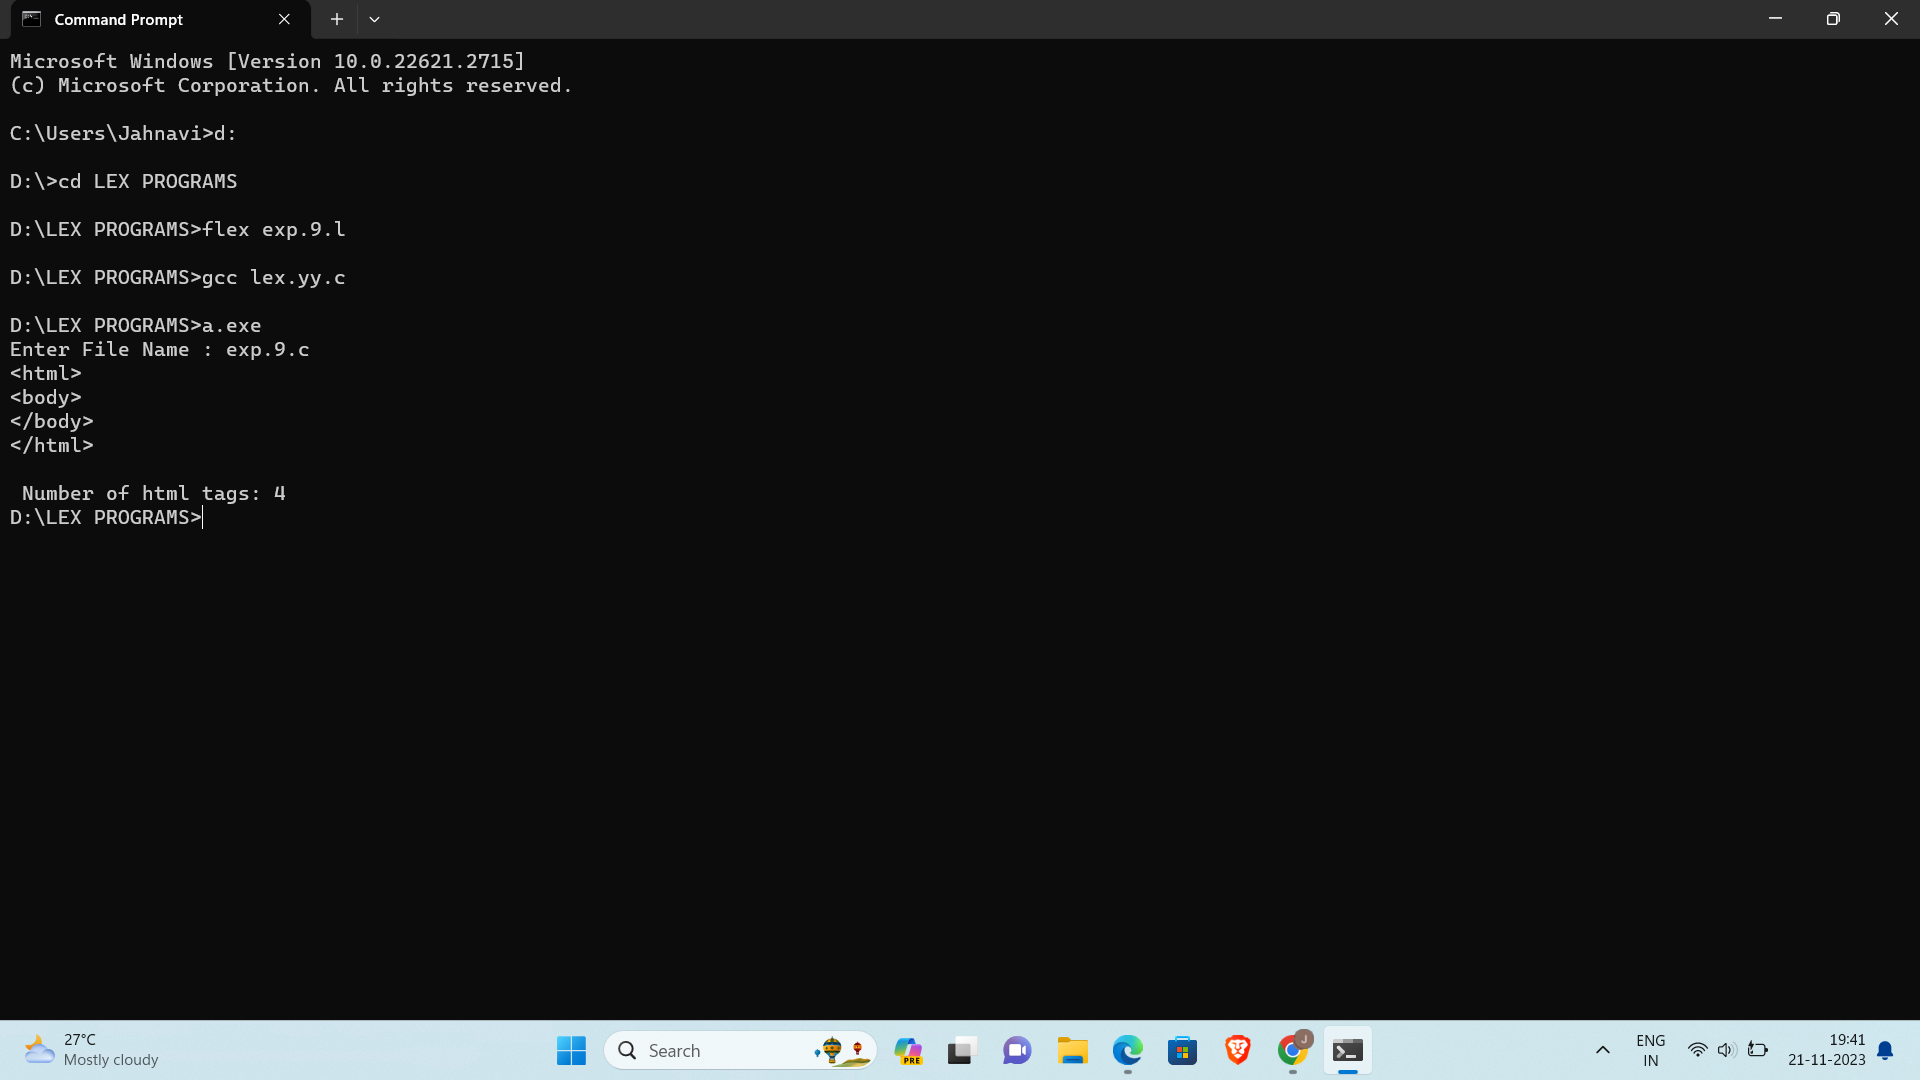 Command Prompt
Microsoft Windows [Version 10.0.22621.2715]
(c) Microsoft Corporation. All rights reserved.
C:\Users\Jahnavi>d:
D:\>cd LEX PROGRAMS
D:\LEX PROGRAMS>flex exp.9.l
D:\LEX PROGRAMS>gcc lex.yy.c
D:\LEX PROGRAMS>a.exe
Enter File Name : exp.9.c
<html>
<body>
</body>
</html>
Number of html tags: 4
D:\LEX PROGRAMS>
27°C
Mostly cloudy
Search
PRE
J
ENG
IN
19:41
21-11-2023